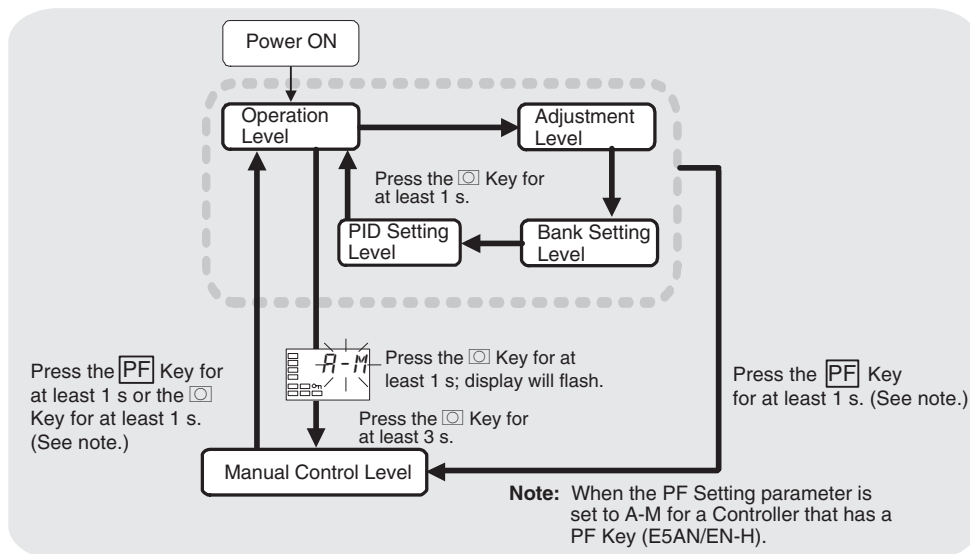 Power ON
Operation
Level
Adjustment
Level
Press the Key for
at least 1 s.
PID Setting
Level
Bank Setting
Level
A-M
Press the Key for at
least 1 s; display will flash.
Press the PF Key for
at least 1 s or the
Key for at least 1 s.
(See note.)
Press the PF Key
for at least 1 s. (See note.)
Press the Key for
at least 3 s.
Manual Control Level
Note: When the PF Setting parameter is
set to A-M for a Controller that has a
PF Key (E5AN/EN-H).